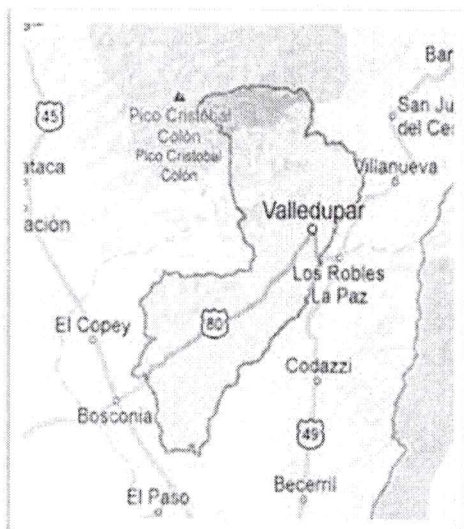 Bar
45
Pico Cristóbal
Colón
Pico Cristobal
Colón
San Ju
del Ce
ataca
Villanueva
ación
Valledupar
Los Robles
La Paz
80
El Copey
Codazzi
Bosconia
49
El Paso
Becerril